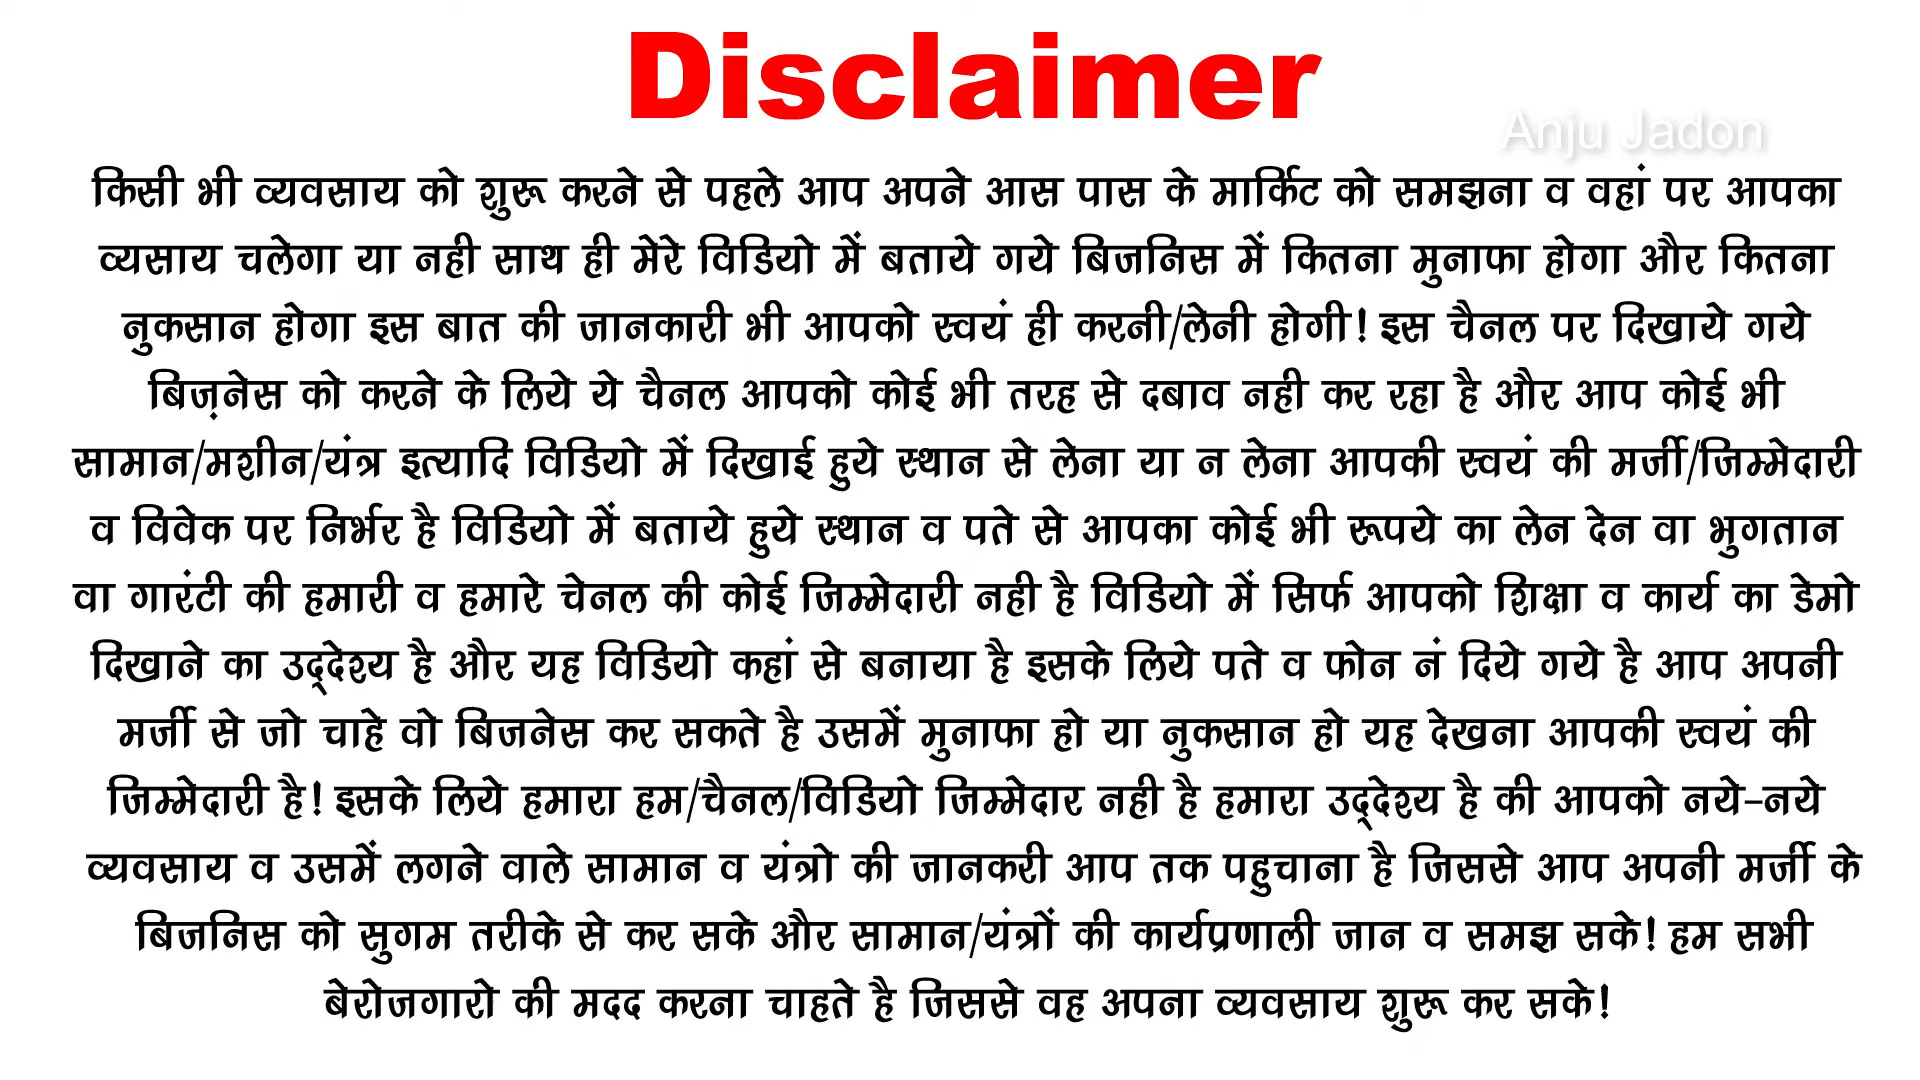 Disclaimer
Anju Jadon
किसी भी व्यवसाय को शुरू करने से पहले आप अपने आस पास के मार्किट को समझना व वहां पर आपका
व्यसाय चलेगा या नही साथ ही मेरे विडियो में बताये गये बिजनिस में कितना मुनाफा होगा और कितना
नुकसान होगा इस बात की जानकारी भी आपको स्वयं ही करनी/लेनी होगी! इस चैनल पर दिखाये गये
बिज़नेस को करने के लिये ये चैनल आपको कोई भी तरह से दबाव नही कर रहा है और आप कोई भी
सामान/मशीन/यंत्र इत्यादि विडियो में दिखाई हुये स्थान से लेना या न लेना आपकी स्वयं की मर्जी/जिम्मेदारी
व विवेक पर निर्भर है विडियो में बताये हुये स्थान व पते से आपका कोई भी रूपये का लेन देन वा भुगतान
वा गारंटी की हमारी व हमारे चेनल की कोई जिम्मेदारी नही है विडियो में सिर्फ आपको शिक्षा व कार्य का डेमो
दिखाने का उद्देश्य है और यह विडियो कहां से बनाया है इसके लिये पते व फोन नं दिये गये है आप अपनी
मर्जी से जो चाहे वो बिजनेस कर सकते है उसमें मुनाफा हो या नुकसान हो यह देखना आपकी स्वयं की
जिम्मेदारी है! इसके लिये हमारा हम/चैनल/विडियो जिम्मेदार नही है हमारा उद्देश्य है की आपको नये-नये
व्यवसाय व उसमें लगने वाले सामान व यंत्रो की जानकरी आप तक पहुचाना है जिससे आप अपनी मर्जी के
बिजनिस को सुगम तरीके से कर सके और सामान/यंत्रों की कार्यप्रणाली जान व समझ सके! हम सभी
बेरोजगारो की मदद करना चाहते है जिससे वह अपना व्यवसाय शुरू कर सके!